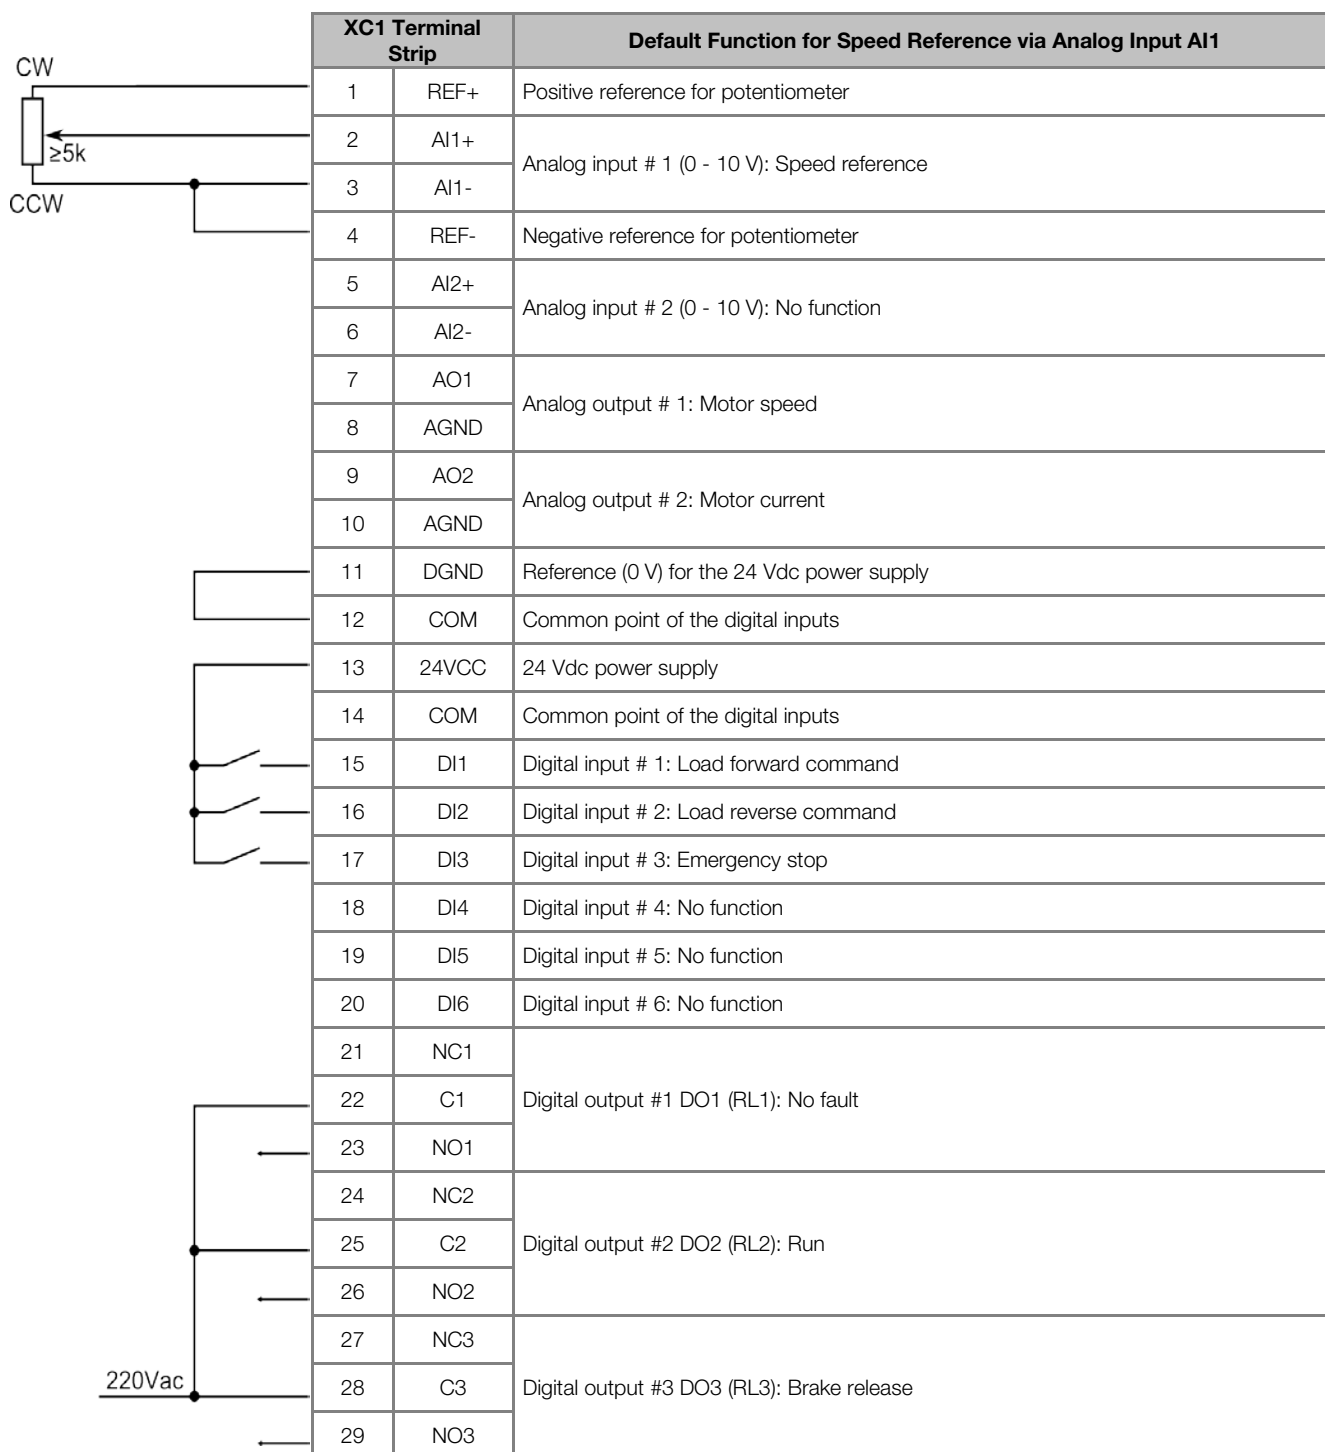 XC1 Terminal Strip Default Function for Speed Reference via Analog Input AI1
CW
1 REF+ Positive reference for potentiometer
2 AI1+
≥5k
Analog input # 1 (0 - 10 V): Speed reference
3 AI1-
CCW
4 REF- Negative reference for potentiometer
5 AI2+
Analog input # 2 (0 - 10 V): No function
6 AI2-
7 AO1
Analog output # 1: Motor speed
8 AGND
9 AO2
Analog output # 2: Motor current
10 AGND
11 DGND Reference (0 V) for the 24 Vdc power supply
12 COM Common point of the digital inputs
13 24VCC 24 Vdc power supply
14 COM Common point of the digital inputs
15 DI1 Digital input # 1: Load forward command
16 DI2 Digital input # 2: Load reverse command
17 DI3 Digital input # 3: Emergency stop
18 DI4 Digital input # 4: No function
19 DI5 Digital input # 5: No function
20 DI6 Digital input # 6: No function
21 NC1
22 C1 Digital output #1 DO1 (RL1): No fault
23 NO1
24 NC2
25 C2 Digital output #2 DO2 (RL2): Run
26 NO2
27 NC3
220Vac
28 C3 Digital output #3 DO3 (RL3): Brake release
29 NO3